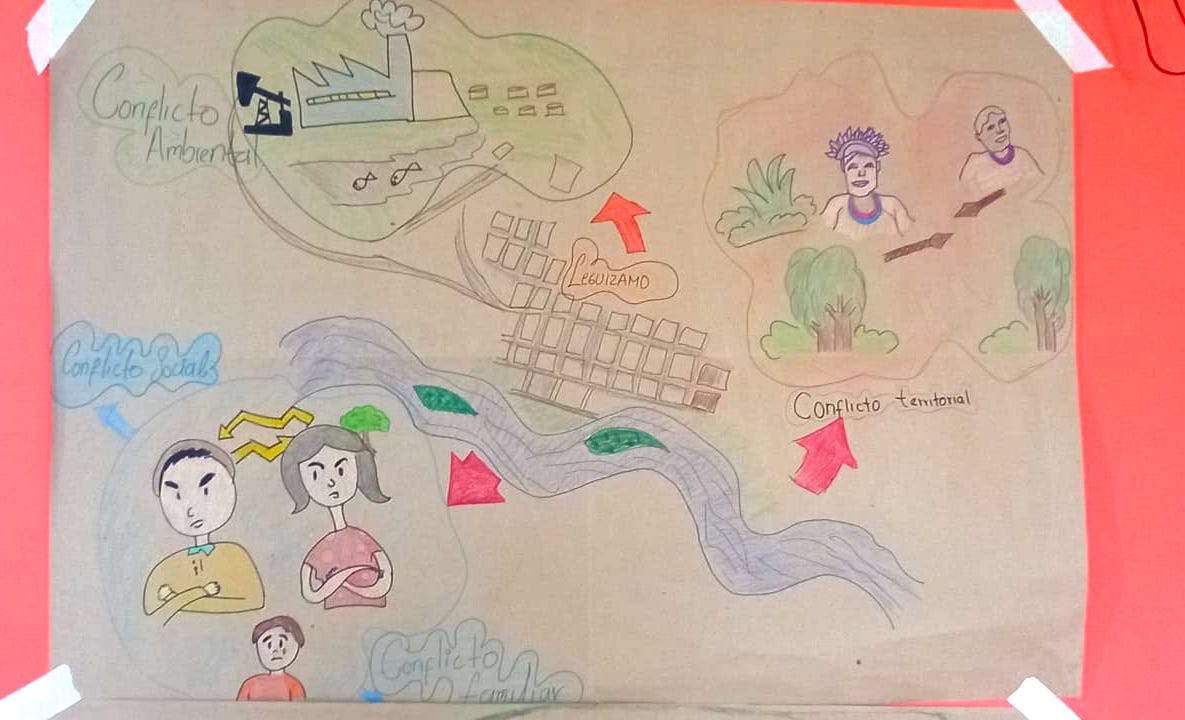 Conflicto
Ambiental
LEGUIZAMO
Conflicto Social
Conflicto territorial
Conflicto
familiar